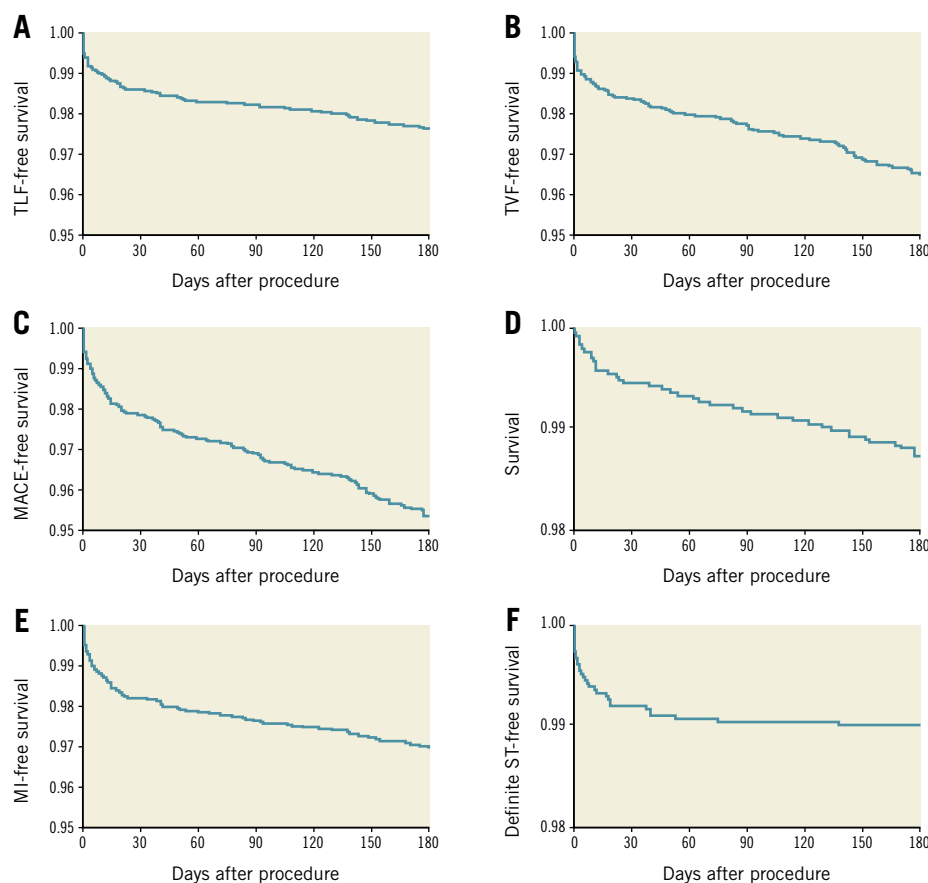 A
TLF-free survival
1.00
0.99
0.98
0.97
0.96
0.95
0 30 60 90 120 150 180
Days after procedure
B
TVF-free survival
1.00
0.99
0.98
0.97
0.96
0.95
0 30 60 90 120 150 180
Days after procedure
C
MACE-free survival
1.00
0.99
0.98
0.97
0.96
0.95
0 30 60 90 120 150 180
Days after procedure
D
Survival
1.00
0.99
0.98
0 30 60 90 120 150 180
Days after procedure
E
MI-free survival
1.00
0.99
0.98
0.97
0.96
0.95
0 30 60 90 120 150 180
Days after procedure
F
Definite ST-free survival
1.00
0.99
0.98
0 30 60 90 120 150 180
Days after procedure